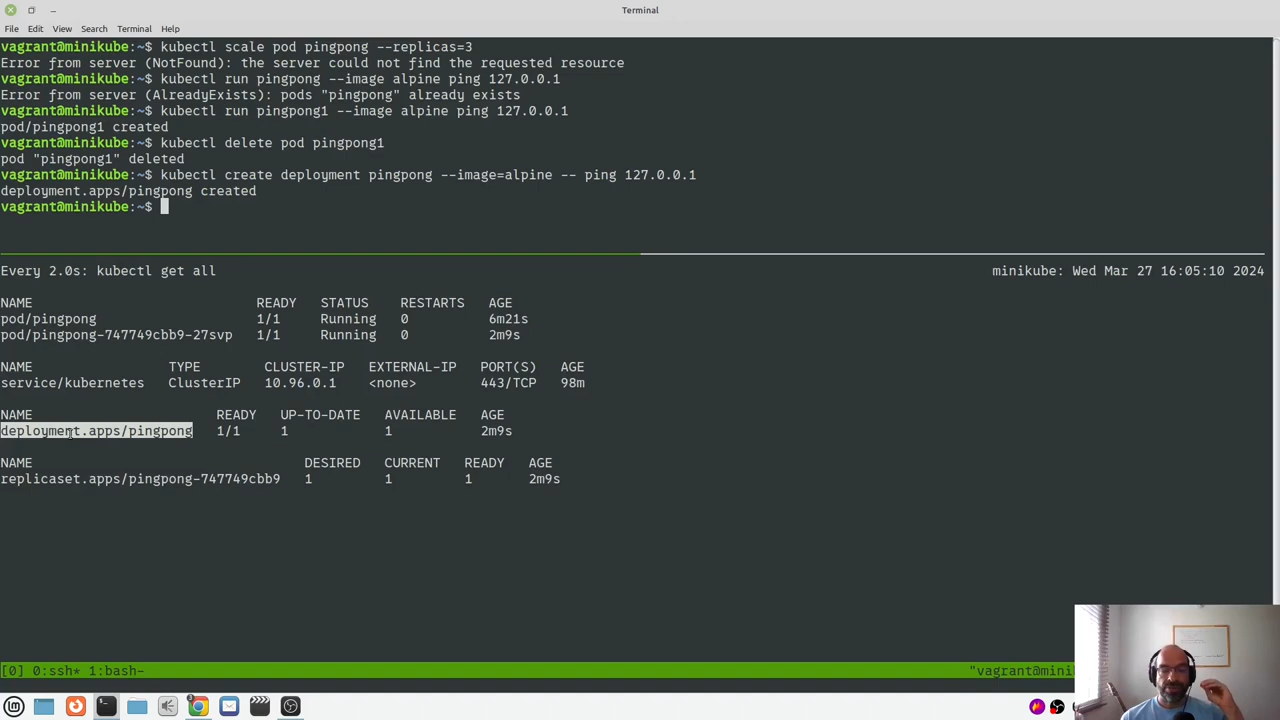 Terminal
File Edit View Search Terminal Help
vagrant@minikube:~$ kubectl scale pod pingpong --replicas=3
Error from server (NotFound): the server could not find the requested resource
vagrant@minikube:~$ kubectl run pingpong --image alpine ping 127.0.0.1
Error from server (AlreadyExists): pods "pingpong" already exists
vagrant@minikube:~$ kubectl run pingpong1 --image alpine ping 127.0.0.1
pod/pingpong1 created
vagrant@minikube:~$ kubectl delete pod pingpong1
pod "pingpong1" deleted
vagrant@minikube:~$ kubectl create deployment pingpong --image=alpine -- ping 127.0.0.1
deployment.apps/pingpong created
vagrant@minikube:~$
Every 2.0s: kubectl get all minikube: Wed Mar 27 16:05:10 2024
NAME READY STATUS RESTARTS AGE
pod/pingpong 1/1 Running 0 6m21s
pod/pingpong-747749cbb9-27svp 1/1 Running 0 2m9s
NAME TYPE CLUSTER-IP EXTERNAL-IP PORT(S) AGE
service/kubernetes ClusterIP 10.96.0.1 <none> 443/TCP 98m
NAME READY UP-TO-DATE AVAILABLE AGE
deployment.apps/pingpong 1/1 1 1 2m9s
NAME DESIRED CURRENT READY AGE
replicaset.apps/pingpong-747749cbb9 1 1 1 2m9s
[0] 0:ssh* 1:bash- "vagrant@mini
3